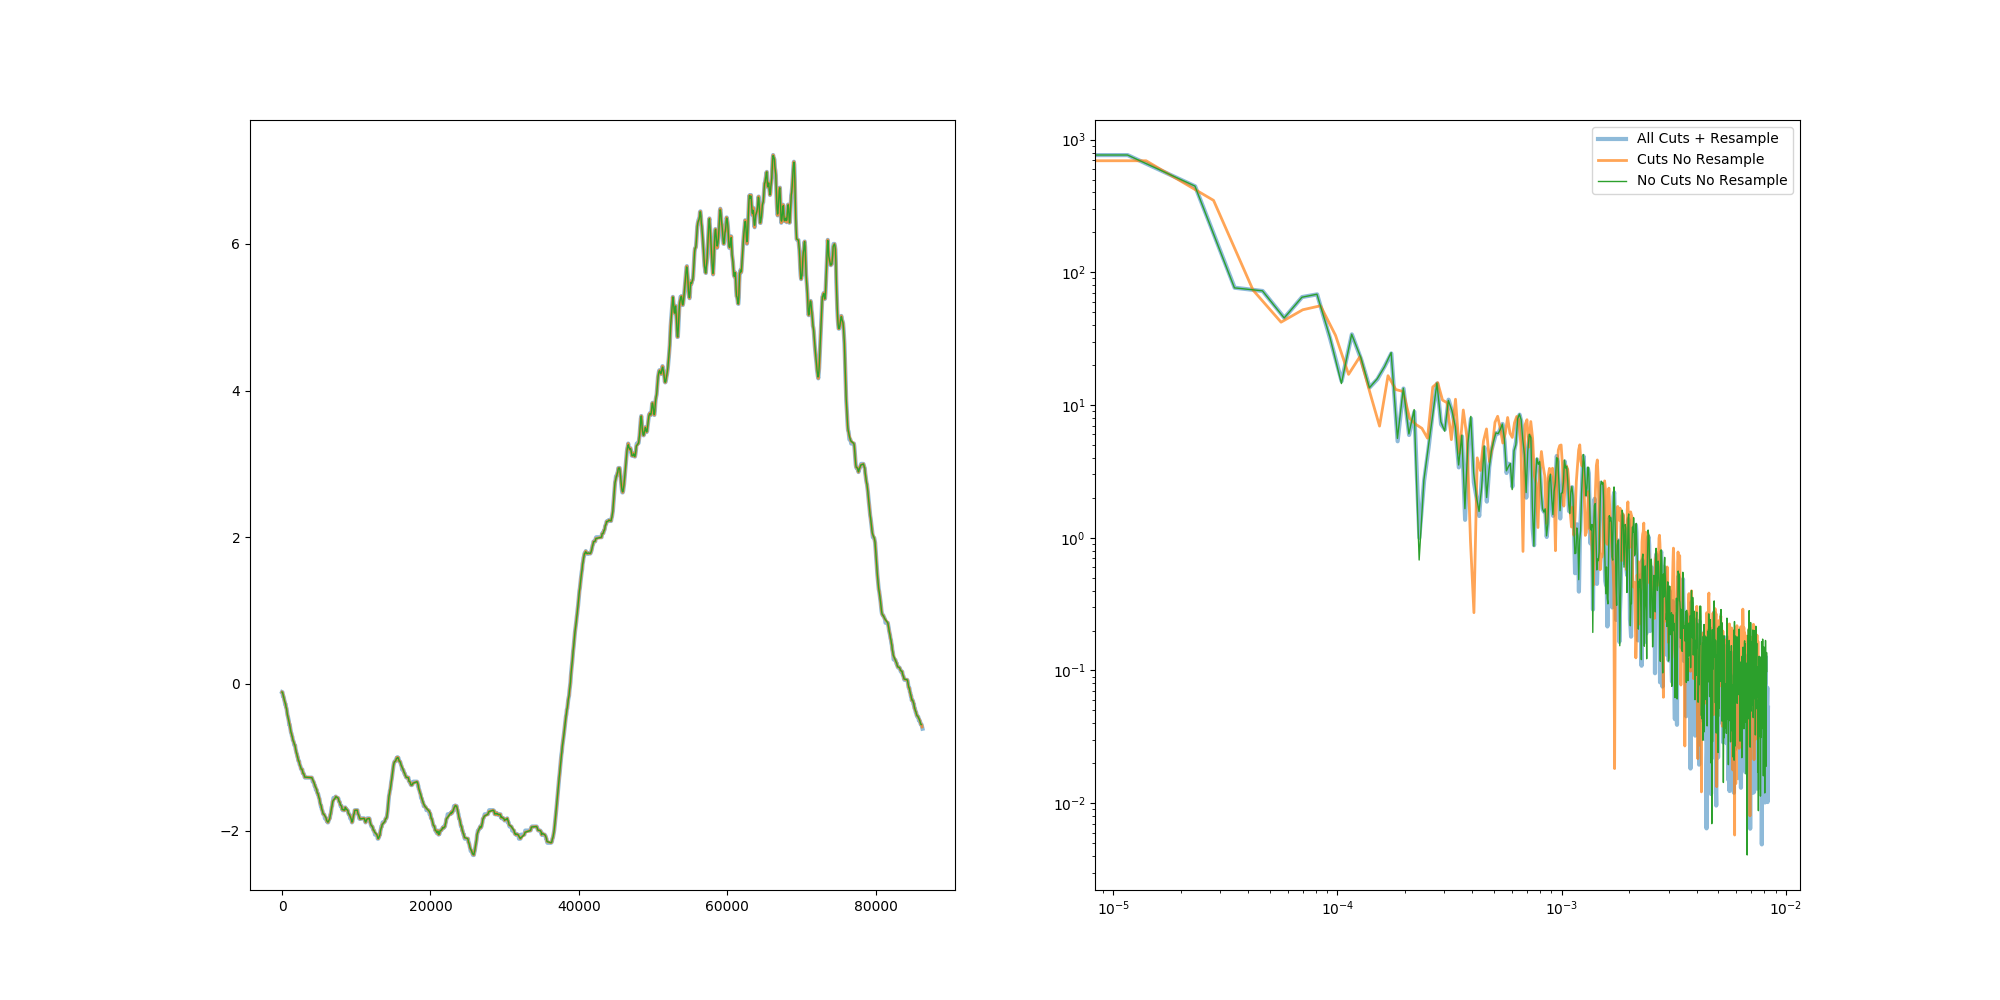 6
4
2
0
−2
0 20000 40000 60000 80000
10³
10²
10¹
10⁰
10⁻¹
10⁻²
10⁻⁵ 10⁻⁴ 10⁻³ 10⁻²
All Cuts + Resample
Cuts No Resample
No Cuts No Resample